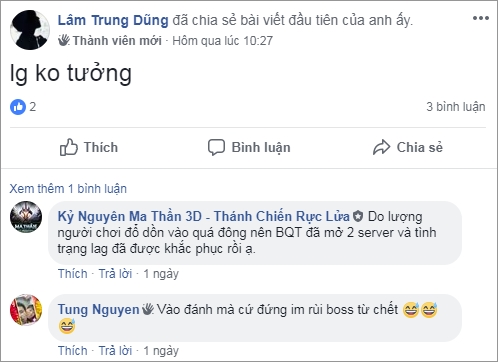 Lâm Trung Dũng đã chia sẻ bài viết đầu tiên của anh ấy.
Thành viên mới · Hôm qua lúc 10:27
lg ko tưởng
2
3 bình luận
Thích Bình luận Chia sẻ
Xem thêm 1 bình luận
Kỷ Nguyên Ma Thần 3D - Thánh Chiến Rực Lửa Do lượng
người chơi đổ dồn vào quá động nên BQT đã mở 2 server và tình
trạng lag đã được khắc phục rồi ạ.
Thích · Trả lời · 1 ngày
Tung Nguyen Vào đánh mà cứ đứng im rùi boss từ chết 😅😅
😅
Thích · Trả lời · 1 ngày